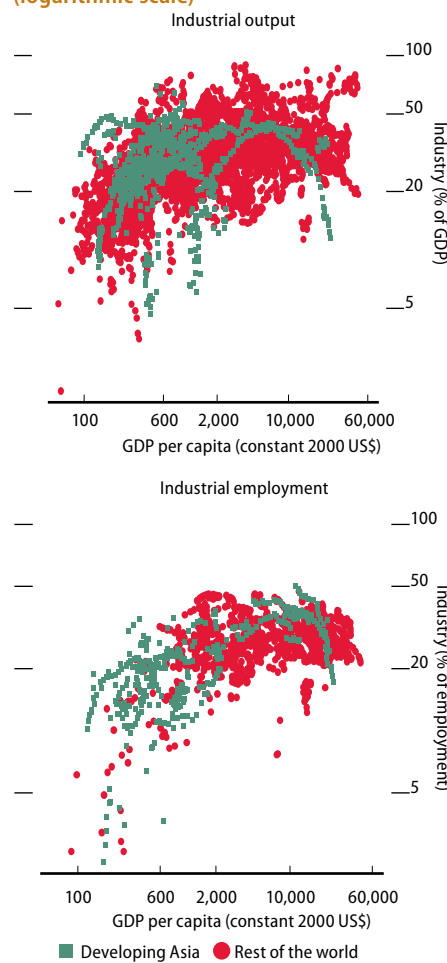 (logarithmic scale)
Industrial output
100
50
20
5
Industry (% of GDP)
100 600 2,000 10,000 60,000
GDP per capita (constant 2000 US$)
Industrial employment
100
50
20
5
Industry (% of employment)
100 600 2,000 10,000 60,000
GDP per capita (constant 2000 US$)
Developing Asia Rest of the world